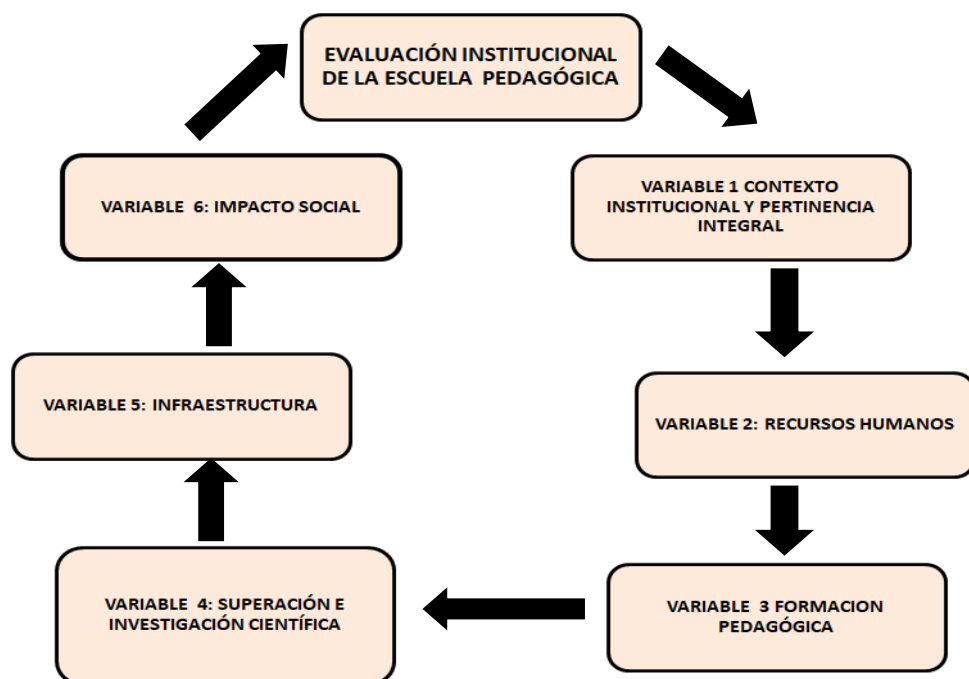 EVALUACIÓN INSTITUCIONAL
DE LA ESCUELA PEDAGÓGICA
VARIABLE 1 CONTEXTO
INSTITUCIONAL Y PERTINENCIA
INTEGRAL
VARIABLE 2: RECURSOS HUMANOS
VARIABLE 3 FORMACION
PEDAGÓGICA
VARIABLE 4: SUPERACIÓN E
INVESTIGACIÓN CIENTÍFICA
VARIABLE 5: INFRAESTRUCTURA
VARIABLE 6: IMPACTO SOCIAL